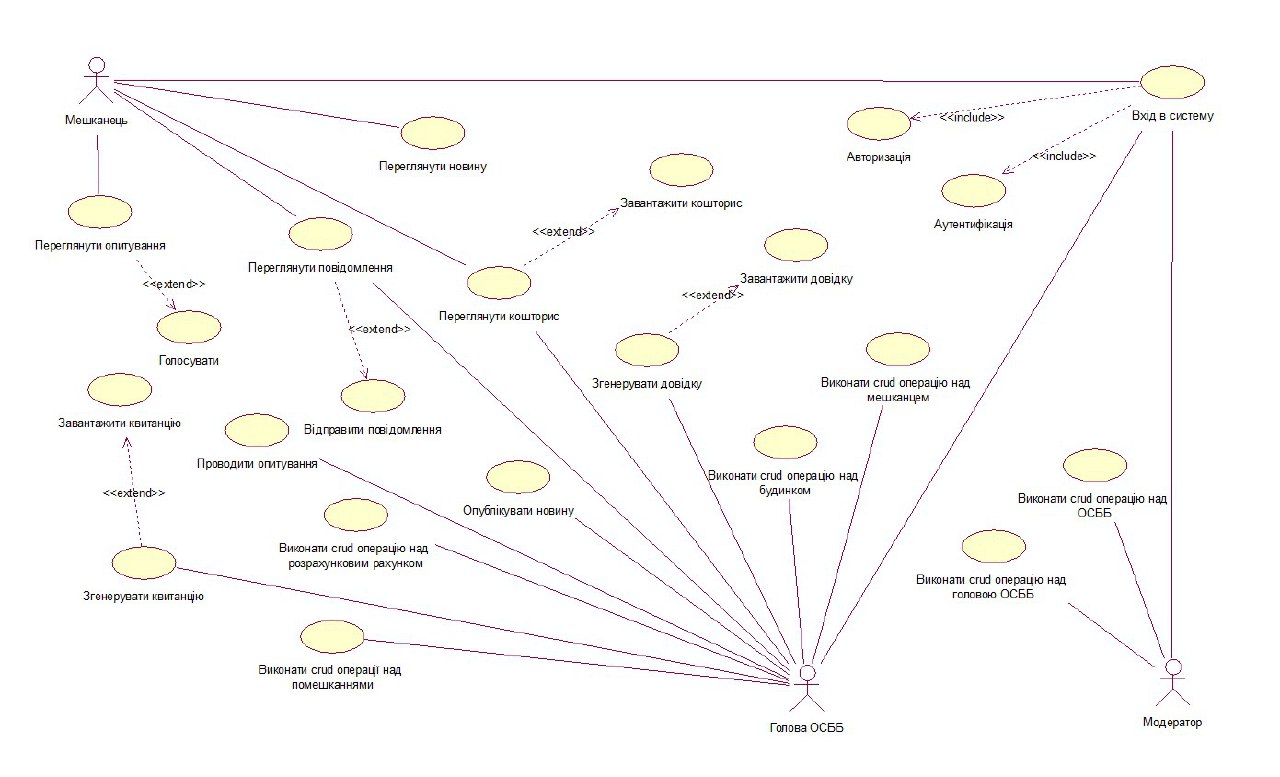 Мешканець
Вхід в систему
<<include>>
Авторизація
<<include>>
Переглянути новину
Завантажити кошторис
Аутентифікація
<<extend>>
Переглянути опитування
Переглянути повідомлення
Завантажити довідку
<<extend>>
<<extend>>
Переглянути кошторис
<<extend>>
Голосувати
Згенерувати довідку
Виконати crud операцію над
мешканцем
Завантажити квитанцію
Відправити повідомлення
Проводити опитування
Виконати crud операцію над
будинком
<<extend>>
Опублікувати новину
Виконати crud операцію над
ОСББ
Виконати crud операцію над
розрахунковим рахунком
Виконати crud операцію над
головою ОСББ
Згенерувати квитанцію
Виконати crud операції над
помешканнями
Голова ОСББ
Модератор